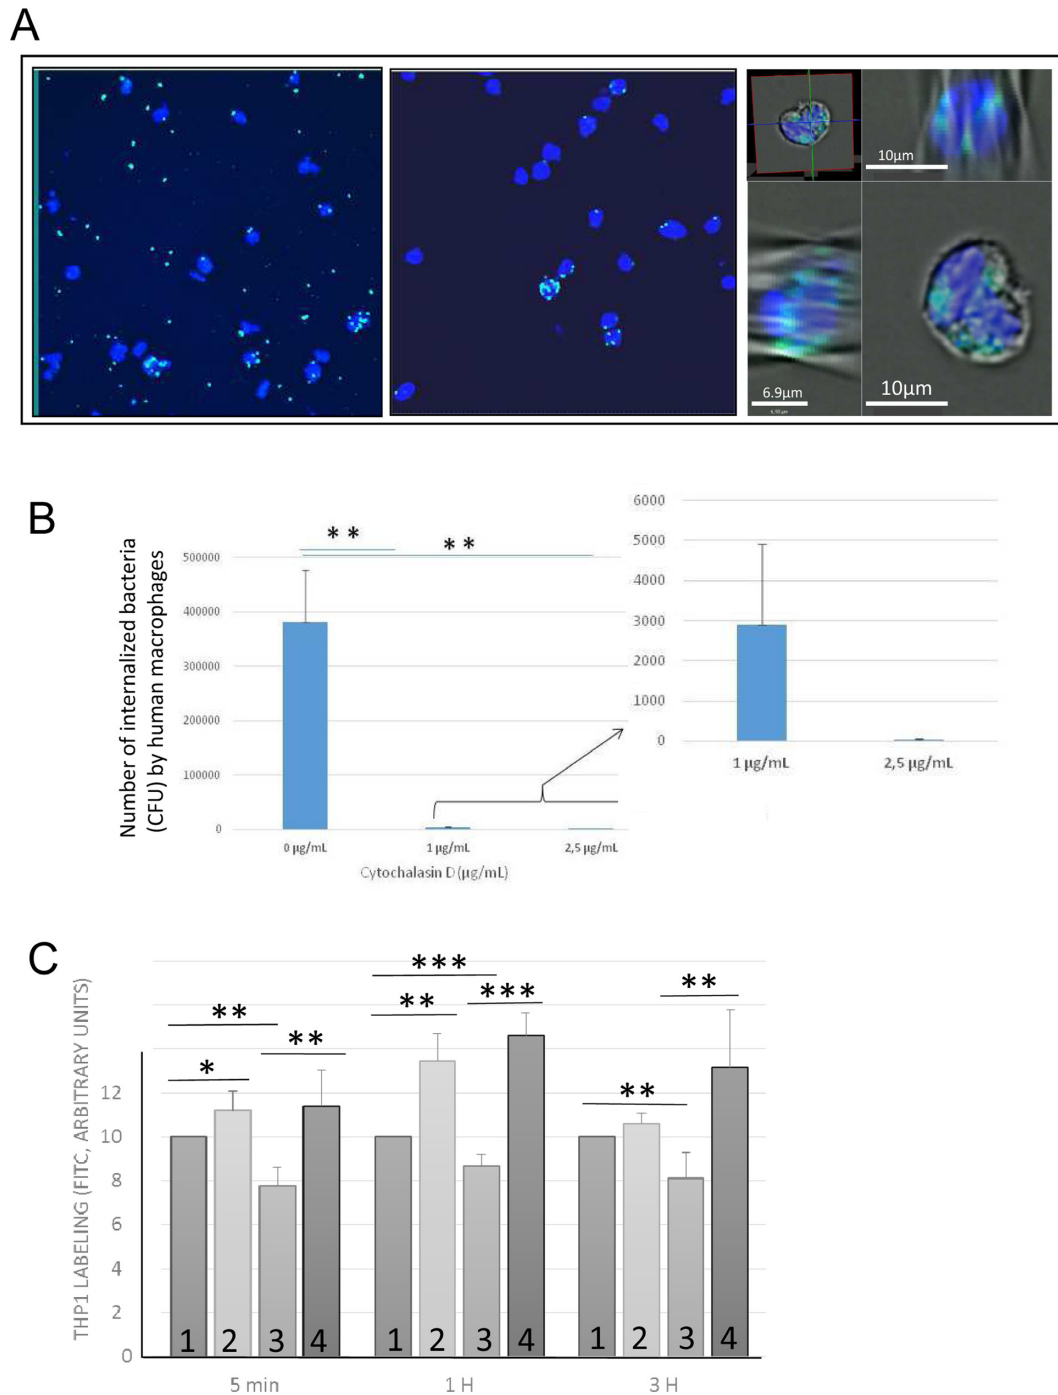 A
10µm
6.9µm
10µm
B
Number of internalized bacteria
(CFU) by human macrophages
**
**
500000
400000
300000
200000
100000
0
0 µg/mL
1 µg/mL
2,5 µg/mL
Cytochalasin D (µg/mL)
6000
5000
4000
3000
2000
1000
0
1 µg/mL
2,5 µg/mL
C
THP1 LABELING (FITC, ARBITRARY UNITS)
***
**
**
***
**
**
*
**
12
10
8
6
4
2
0
1 2 3 4
1 2 3 4
1 2 3 4
5 min
1 H
3 H